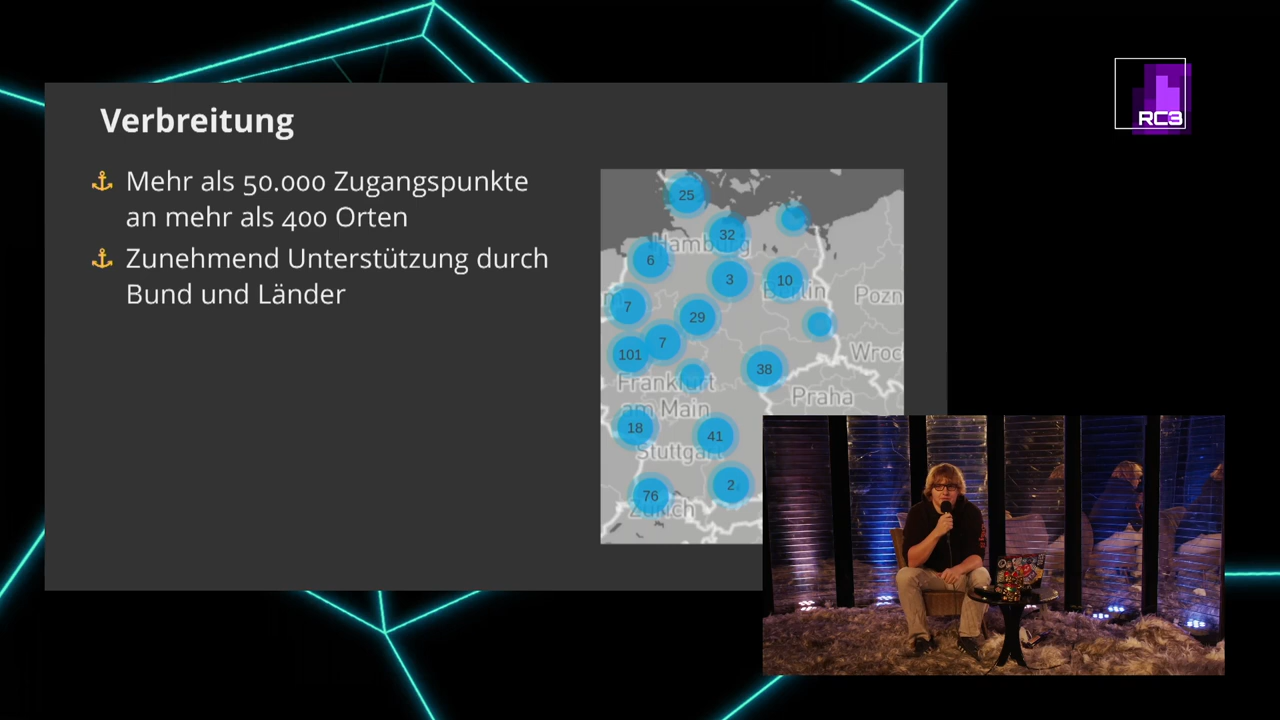 RC3
Verbreitung
Mehr als 50.000 Zugangspunkte
an mehr als 400 Orten
Zunehmend Unterstützung durch
Bund und Länder
25
32
Hamburg
6
3
10
Berlin
Pozn
7
29
7
101
Wroc
38
Frankfurt
am Main
Praha
18
41
Stuttgart
76
2
Zürich